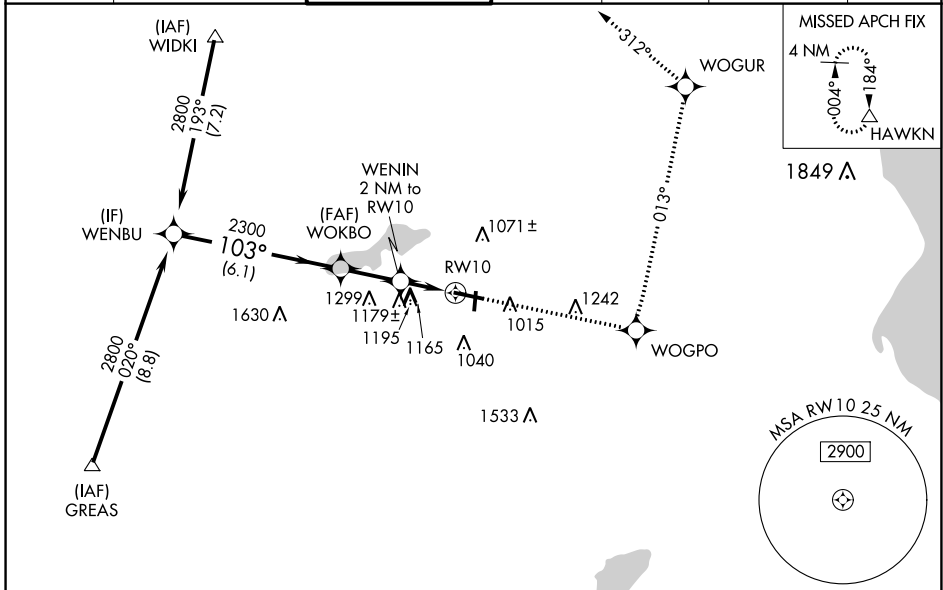 (IAF)
WIDKI
2800
193°
(7.2)
312°
WOGUR
MISSED APCH FIX
4 NM
004°
184°
HAWKN
1849
013°
WENIN
2 NM to
RW10
(FAF)
WOKBO
(IF)
WENBU
2300
103°
(6.1)
1071±
RW10
1299
1630
1179±
1195
1165
1040
1015
1242
WOGPO
2800
020°
(8.8)
(IAF)
GREAS
1533
MSA RW10 25 NM
2900